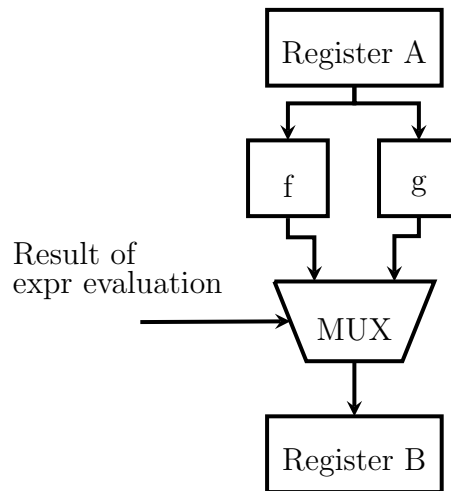 Register A
f
g
Result of
expr evaluation
MUX
Register B